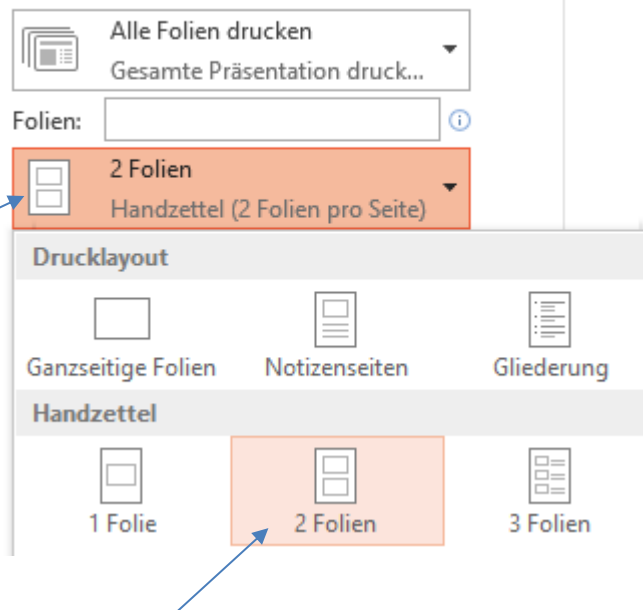 Alle Folien drucken
Gesamte Präsentation druck...
Folien:
2 Folien
Handzettel (2 Folien pro Seite)
Drucklayout
Ganzseitige Folien Notizenseiten Gliederung
Handzettel
1 Folie 2 Folien 3 Folien